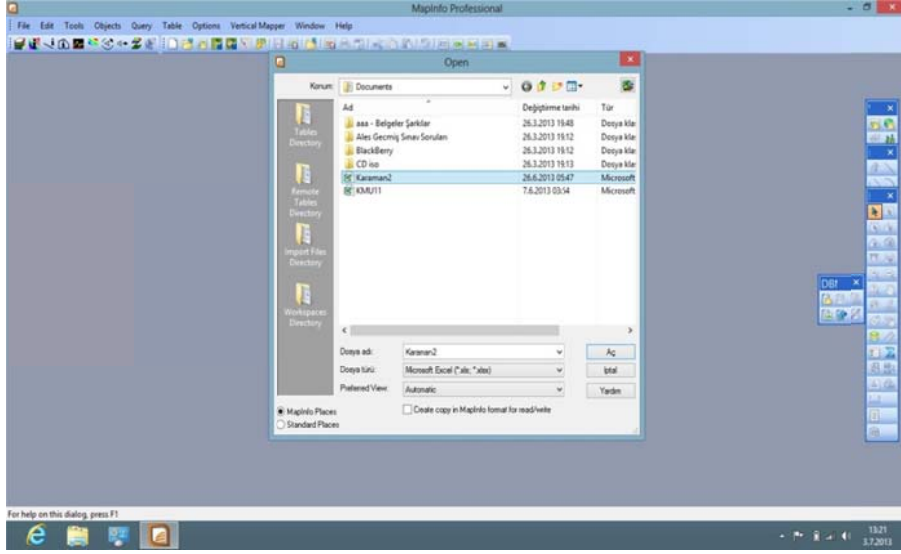 MapInfo Professional
File Edit Tools Objects Query Table Options Vertical Mapper Window Help
Open
Konum: Documents
Ad Değiştirme tarihi Tür
aaa - Belgeler Şarkılar 26.3.2013 19:48 Dosya kla
Ales Gecmiş Sınav Soruları 26.3.2013 19:12 Dosya kla
BlackBerry 26.3.2013 19:12 Dosya kla
CD iso 26.3.2013 19:13 Dosya kla
Karaman2 26.6.2013 05:47 Microsoft
KMU11 7.6.2013 03:54 Microsoft
Tables
Directory
Remote
Tables
Directory
Import Files
Directory
Workspaces
Directory
Dosya adı: Karaman2 Aç
Dosya türü: Microsoft Excel (*.xls; *.xlsx) İptal
Preferred View: Automatic Yardım
MapInfo Places
Create copy in MapInfo format for read/write
Standard Places
DBI
For help on this dialog, press F1
13:21
3.7.2013